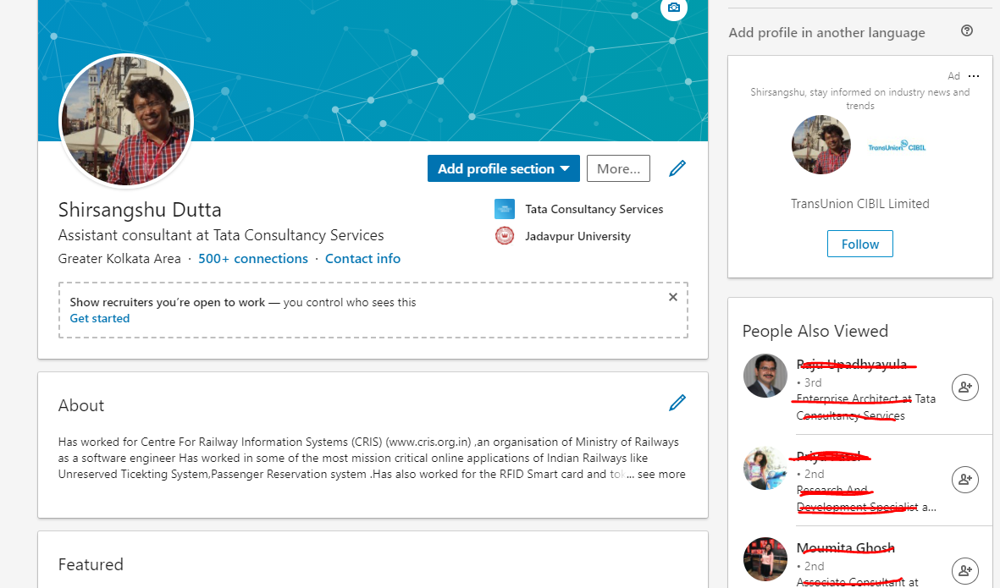 Add profile in another language
Ad
Shirsangshu, stay informed on industry news and
trends
TransUnion CIBIL
TransUnion CIBIL Limited
Follow
Add profile section
More...
Shirsangshu Dutta
Assistant consultant at Tata Consultancy Services
Greater Kolkata Area · 500+ connections · Contact info
Tata Consultancy Services
Jadavpur University
Show recruiters you're open to work — you control who sees this
Get started
About
Has worked for Centre For Railway Information Systems (CRIS) (www.cris.org.in) ,an organisation of Ministry of Railways
as a software engineer Has worked in some of the most mission critical online applications of Indian Railways like
Unreserved Ticekting System,Passenger Reservation system .Has also worked for the RFID Smart card and tok... see more
Featured
People Also Viewed
Raju Upadhyayula
• 3rd
Enterprise Architect at Tata
Consultancy Services
• 2nd
Research And
Development Specialist a...
Moumita Ghosh
• 2nd
Associate Consultant at